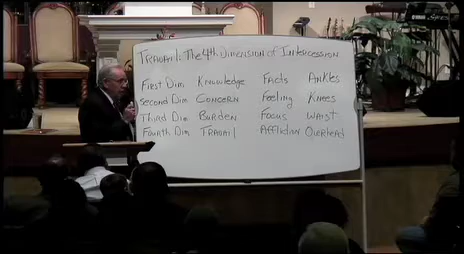 Travail: The 4th Dimension of Intercession
First Dim Knowledge Facts Ankles
Second Dim Concern Feeling Knees
Third Dim Burden Focus Waist
Fourth Dim Travail Affliction Overhead